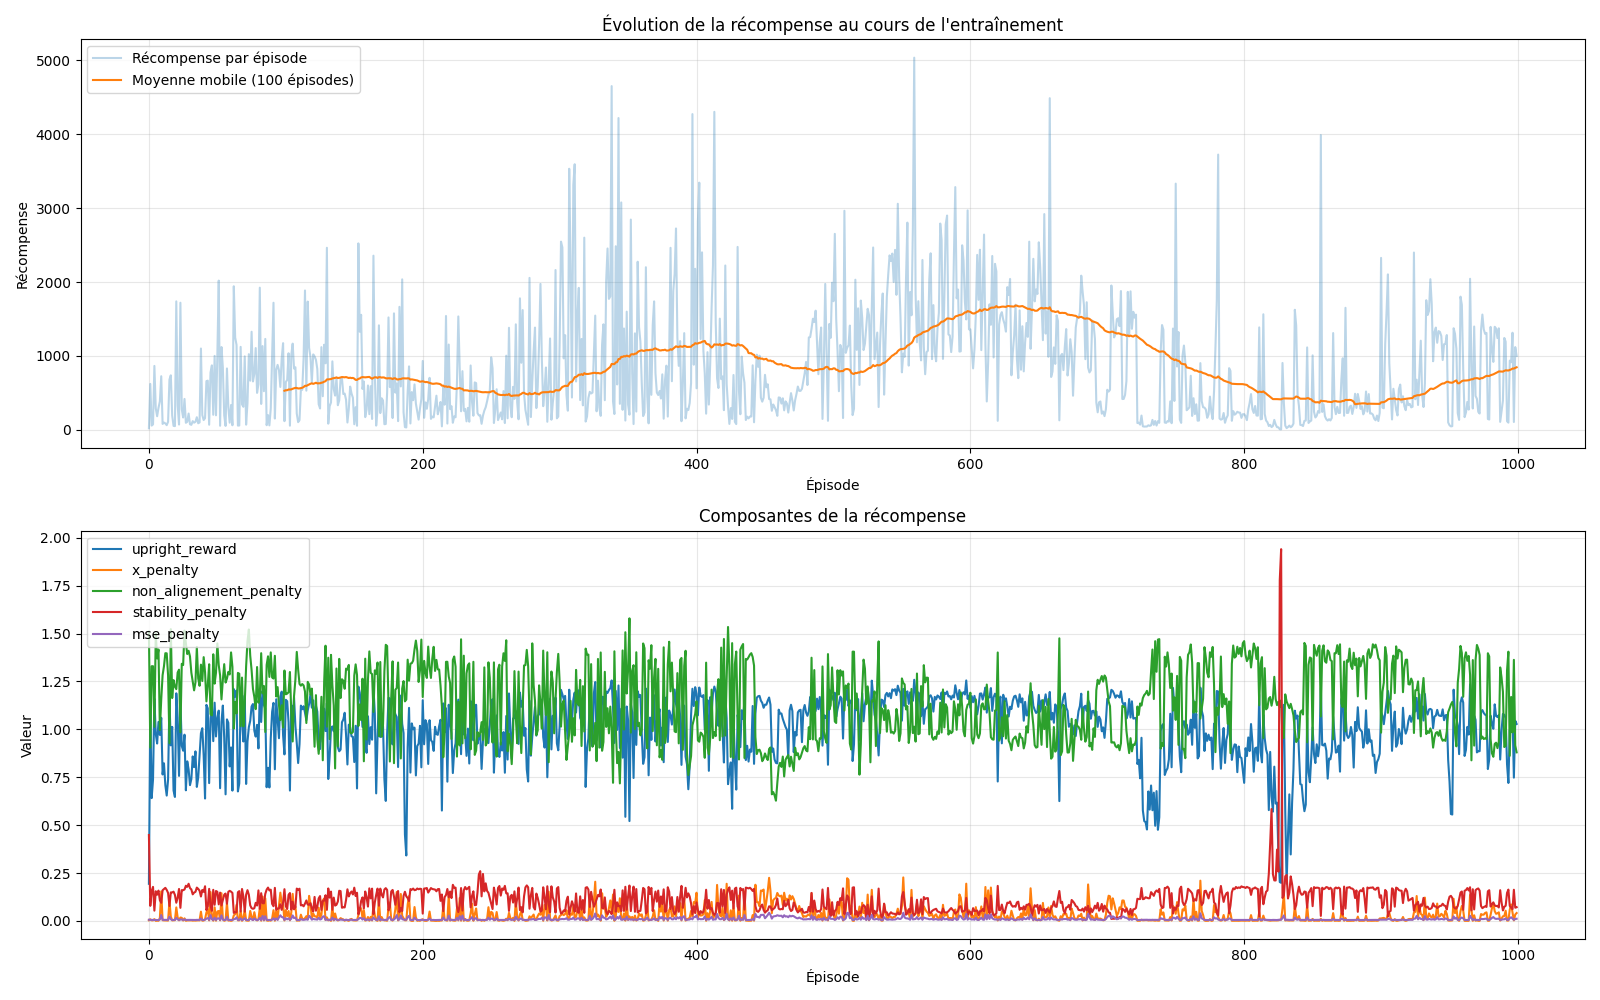 Évolution de la récompense au cours de l'entraînement
Récompense par épisode
Moyenne mobile (100 épisodes)
5000
4000
3000
2000
1000
0
Récompense
0 200 400 600 800 1000
Épisode
Composantes de la récompense
upright_reward
x_penalty
non_alignement_penalty
stability_penalty
mse_penalty
2.00
1.75
1.50
1.25
1.00
0.75
0.50
0.25
0.00
Valeur
0 200 400 600 800 1000
Épisode